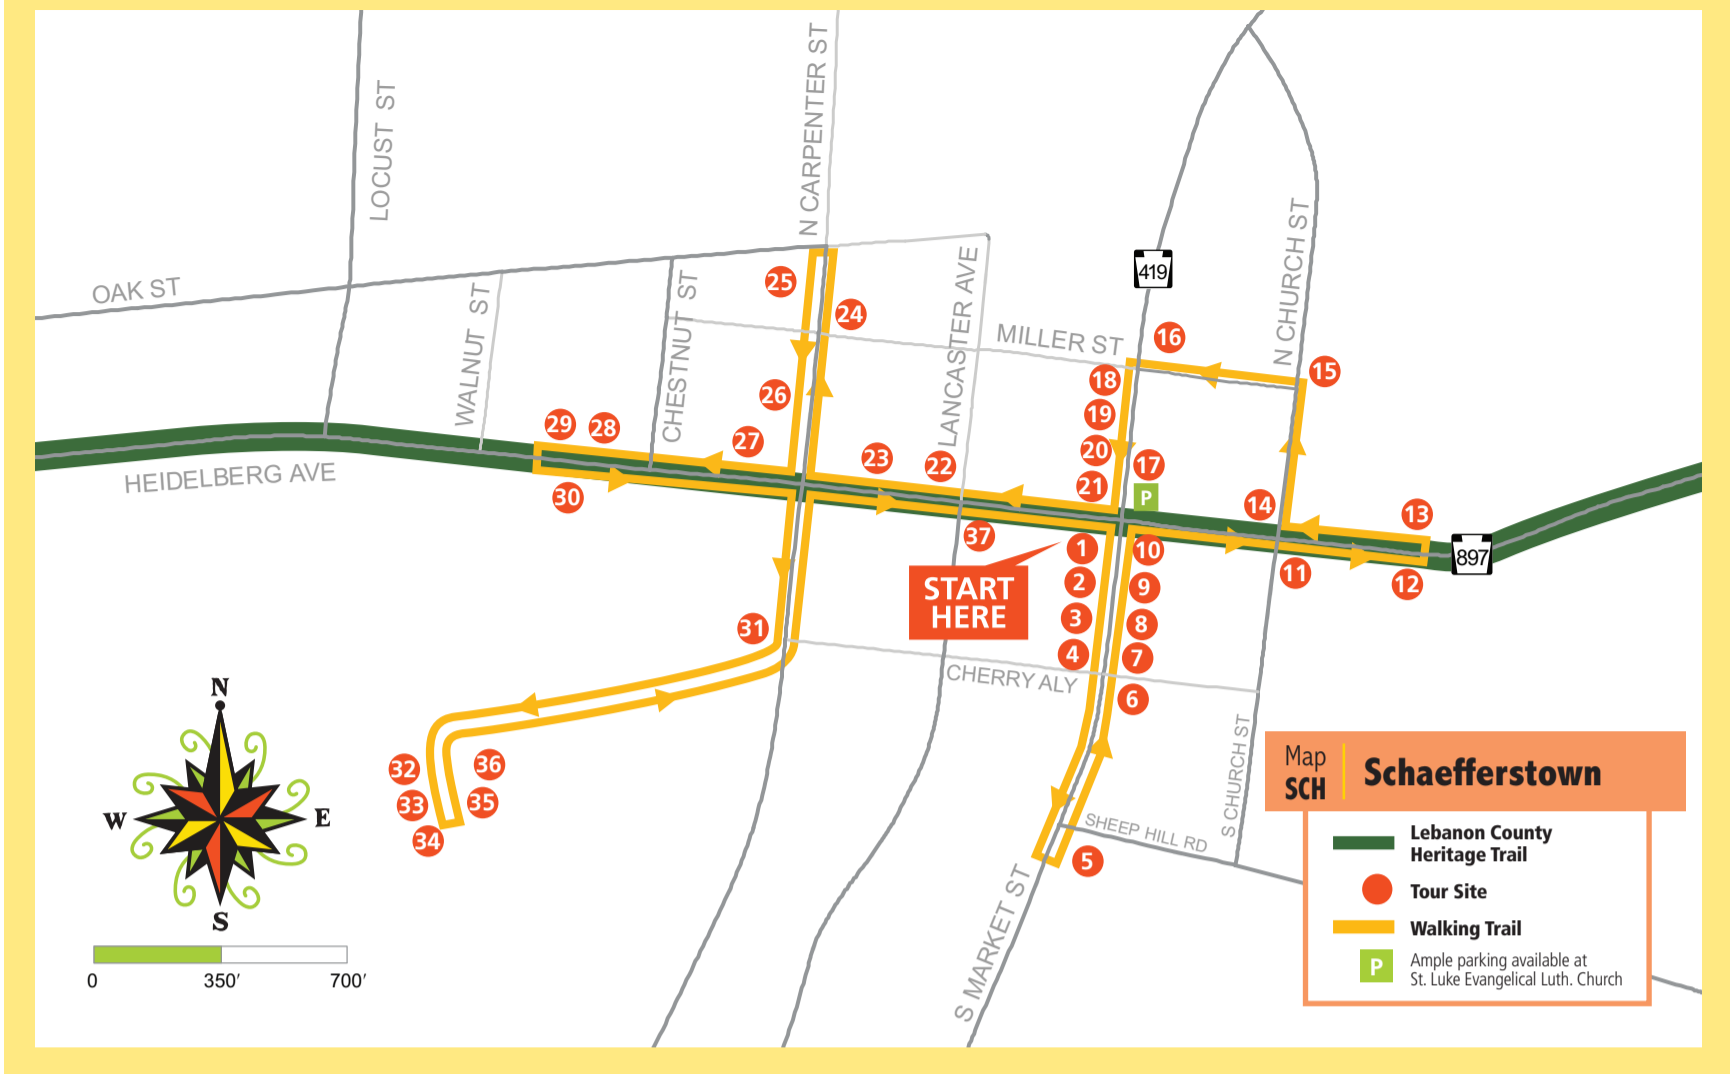 LOCUST ST
N CARPENTER ST
OAK ST
WALNUT ST
CHESTNUT ST
LANCASTER AVE
MILLER ST
419
N CHURCH ST
HEIDELBERG AVE
25
24
16
15
18
26
19
29
28
27
23
22
20
17
21
P
30
14
13
37
1
10
897
11
12
START
HERE
2
9
3
8
31
4
7
CHERRY ALY
6
N
W
E
S
32
36
33
35
34
5
SHEEP HILL RD
S CHURCH ST
S MARKET ST
0
350'
700'
Map
SCH
Schaefferstown
Lebanon County
Heritage Trail
Tour Site
Walking Trail
P
Ample parking available at
St. Luke Evangelical Luth. Church